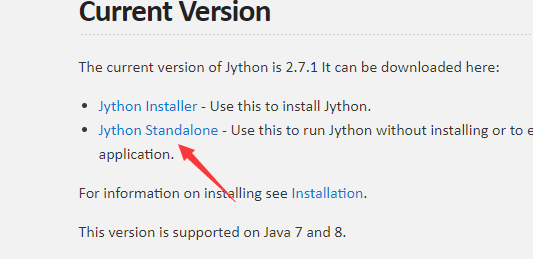 Current Version
The current version of Jython is 2.7.1 It can be downloaded here:
Jython Installer - Use this to install Jython.
Jython Standalone - Use this to run Jython without installing or to e
application.
For information on installing see Installation.
This version is supported on Java 7 and 8.